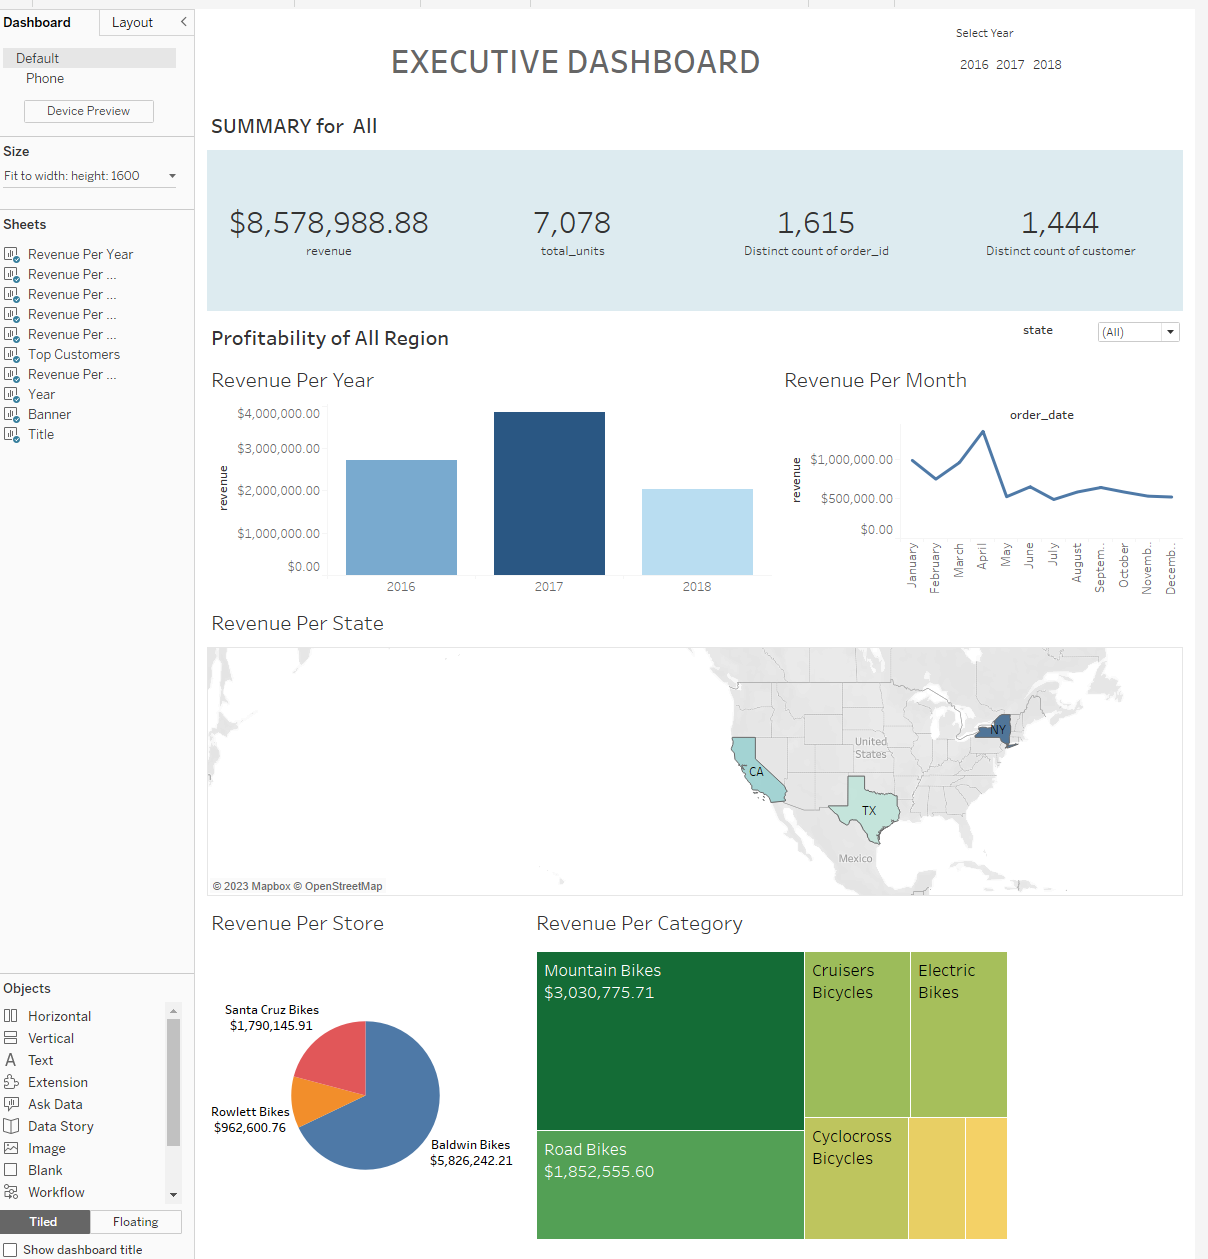 Dashboard
Layout
Default
Phone
Device Preview
Size
Fit to width: height: 1600
Sheets
Revenue Per Year
Revenue Per ...
Revenue Per ...
Revenue Per ...
Revenue Per ...
Top Customers
Revenue Per ...
Year
Banner
Title
Objects
Horizontal
Vertical
Text
Extension
Ask Data
Data Story
Image
Blank
Workflow
Tiled
Floating
Show dashboard title
EXECUTIVE DASHBOARD
Select Year
2016 2017 2018
SUMMARY for All
$8,578,988.88
revenue
7,078
total_units
1,615
Distinct count of order_id
1,444
Distinct count of customer
Profitability of All Region
state
(All)
Revenue Per Year
$4,000,000.00
$3,000,000.00
$2,000,000.00
$1,000,000.00
$0.00
revenue
2016
2017
2018
Revenue Per Month
order_date
revenue
$1,000,000.00
$500,000.00
$0.00
January
February
March
April
May
June
July
August
Septem..
October
Novemb..
Decemb..
Revenue Per State
United
States
NY
CA
TX
Mexico
© 2023 Mapbox © OpenStreetMap
Revenue Per Store
Santa Cruz Bikes
$1,790,145.91
Rowlett Bikes
$962,600.76
Baldwin Bikes
$5,826,242.21
Revenue Per Category
Mountain Bikes
$3,030,775.71
Road Bikes
$1,852,555.60
Cruisers
Bicycles
Electric
Bikes
Cyclocross
Bicycles